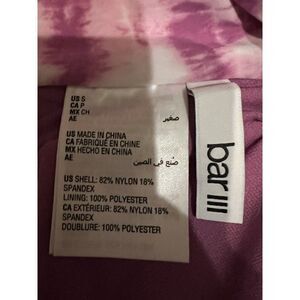 US S
CA P
MX CH
AE صغير
US MADE IN CHINA
CA FABRIQUÉ EN CHINE
MX HECHO EN CHINA
AE صنع في الصين
US SHELL: 82% NYLON 18%
SPANDEX
LINING: 100% POLYESTER
CA EXTÉRIEUR: 82% NYLON 18%
SPANDEX
DOUBLURE: 100% POLYESTER
bar III